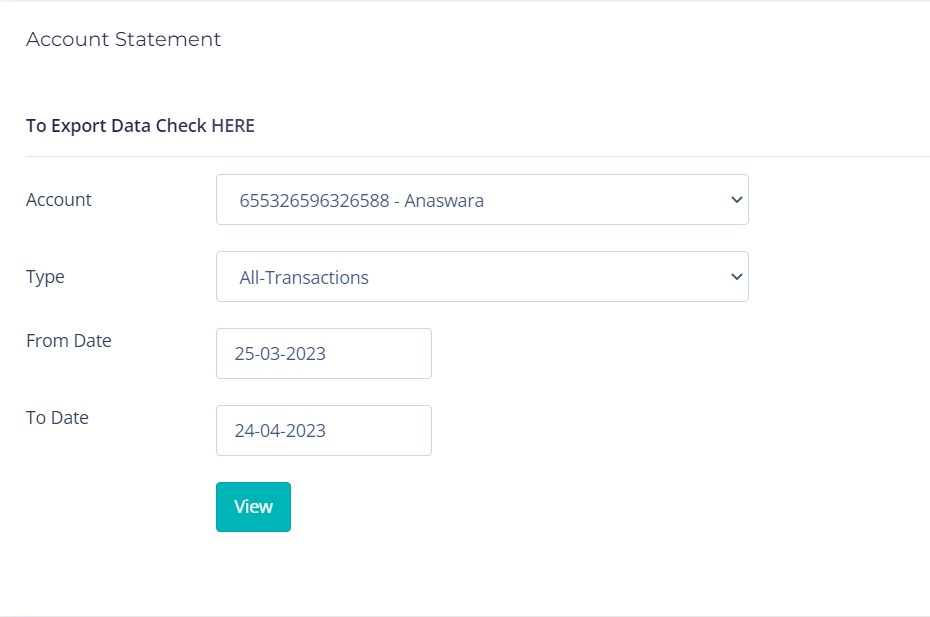 Account Statement
To Export Data Check HERE
Account
655326596326588 - Anaswara
Type
All-Transactions
From Date
25-03-2023
To Date
24-04-2023
View